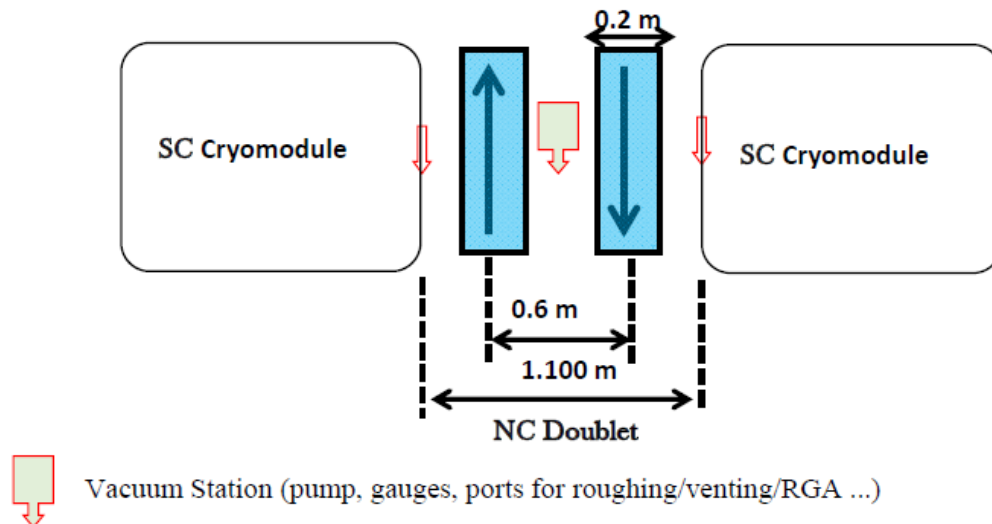 0.2 m
SC Cryomodule
SC Cryomodule
0.6 m
1.100 m
NC Doublet
Vacuum Station (pump, gauges, ports for roughing/venting/RGA ...)